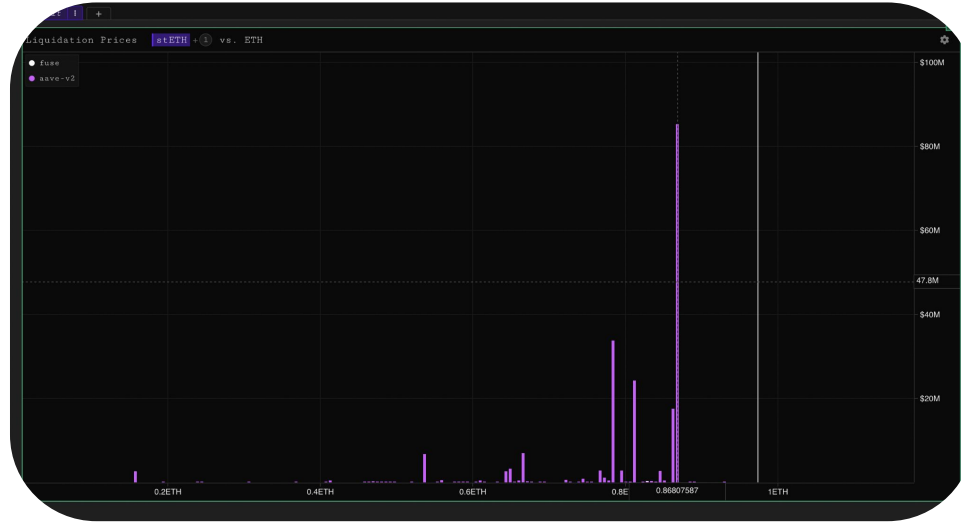 1 +
Liquidation Prices stETH + 1 vs. ETH
fuse
aave-v2
$100M
$80M
$60M
47.8M
$40M
$20M
0.2ETH 0.4ETH 0.6ETH 0.8E 0.86807587 1ETH